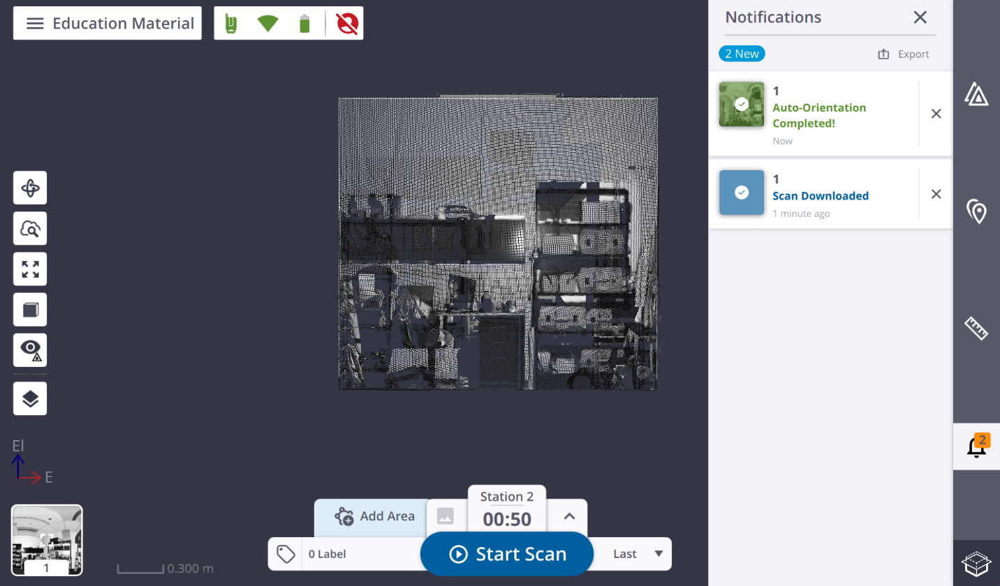 Education Material
Notifications
2 New
Export
1
Auto-Orientation
Completed!
Now
1
Scan Downloaded
1 minute ago
2
El
E
1
0.300 m
Add Area
Station 2
00:50
0 Label
Start Scan
Last